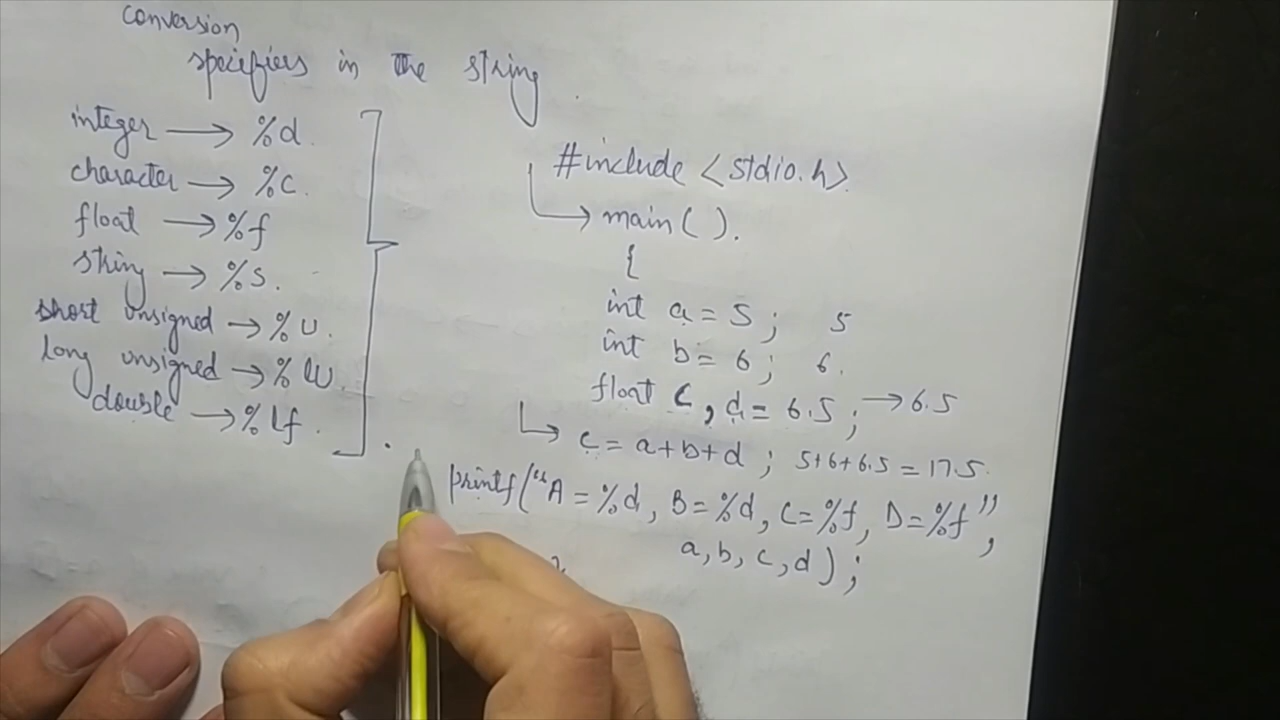 conversion
specifiers in the string
integer → %d.
character → %c.
float → %f
string → %s.
short unsigned → %u.
long unsigned → %lu.
double → %lf.
#include <stdio.h>
→ main( ).
{
int a = 5; 5
int b = 6; 6.
float c, d = 6.5; → 6.5
→ c = a+b+d; 5+6+6.5 = 17.5.
printf("A = %d, B = %d, C = %f, D = %f",
a, b, c, d);